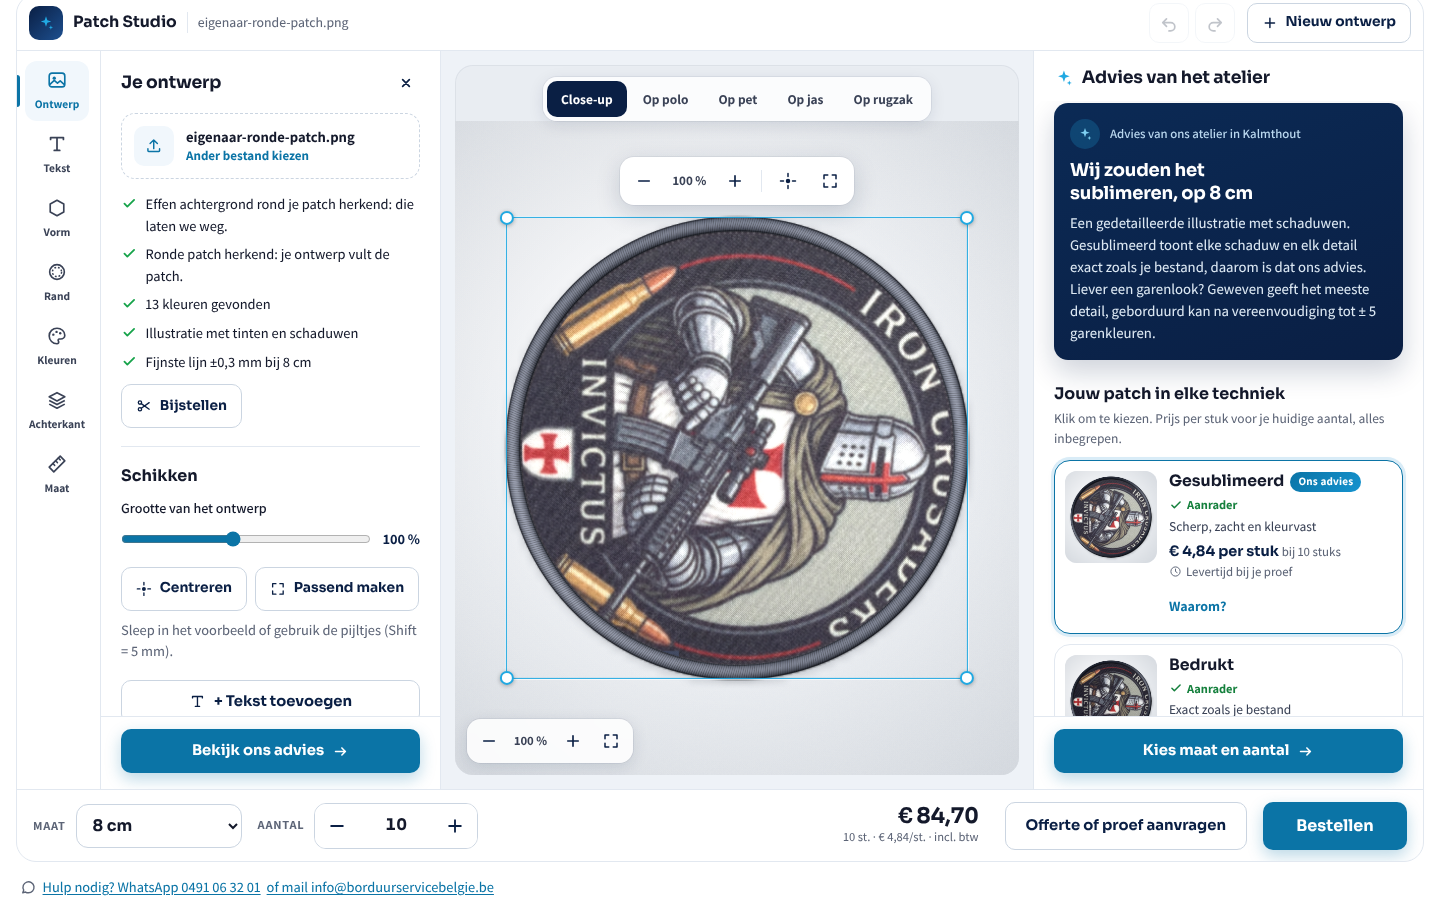 Patch Studio
eigenaar-ronde-patch.png
Nieuw ontwerp
Ontwerp
Tekst
Vorm
Rand
Kleuren
Achterkant
Maat
Je ontwerp
eigenaar-ronde-patch.png
Ander bestand kiezen
Effen achtergrond rond je patch herkend: die
laten we weg.
Ronde patch herkend: je ontwerp vult de
patch.
13 kleuren gevonden
Illustratie met tinten en schaduwen
Fijnste lijn ±0,3 mm bij 8 cm
Bijstellen
Schikken
Grootte van het ontwerp
100 %
Centreren
Passend maken
Sleep in het voorbeeld of gebruik de pijltjes (Shift
= 5 mm).
+ Tekst toevoegen
Bekijk ons advies →
Close-up
Op polo
Op pet
Op jas
Op rugzak
100 %
IRON CRUSADERS
INVICTUS
100 %
Advies van het atelier
Advies van ons atelier in Kalmthout
Wij zouden het
sublimeren, op 8 cm
Een gedetailleerde illustratie met schaduwen.
Gesublimeerd toont elke schaduw en elk detail
exact zoals je bestand, daarom is dat ons advies.
Liever een garenlook? Geweven geeft het meeste
detail, geborduurd kan na vereenvoudiging tot ± 5
garenkleuren.
Jouw patch in elke techniek
Klik om te kiezen. Prijs per stuk voor je huidige aantal, alles
inbegrepen.
Gesublimeerd
Ons advies
Aanrader
Scherp, zacht en kleurvast
€ 4,84 per stuk bij 10 stuks
Levertijd bij je proef
Waarom?
IRON CRUSADERS
INVICTUS
Bedrukt
Aanrader
Exact zoals je bestand
Kies maat en aantal →
MAAT
8 cm
AANTAL
10
€ 84,70
10 st. · € 4,84/st. · incl. btw
Offerte of proef aanvragen
Bestellen
Hulp nodig? WhatsApp 0491 06 32 01 of mail info@borduurservicebelgie.be